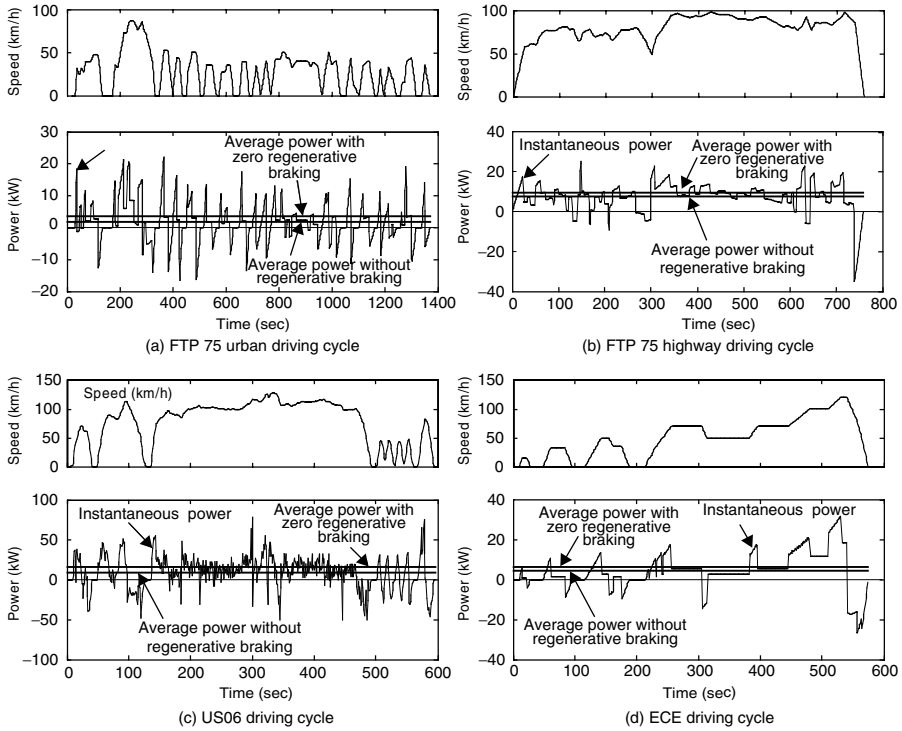 Speed (km/h)
100
50
0
Power (kW)
30
20
10
0
−10
−20
Average power with
zero regenerative
braking
Average power without
regenerative braking
0 200 400 600 800 1000 1200 1400
Time (sec)
(a) FTP 75 urban driving cycle
Speed (km/h)
100
50
0
Power (kW)
40
20
0
−20
−40
Instantaneous power
Average power with
zero regenerative
braking
Average power without
regenerative braking
0 100 200 300 400 500 600 700 800
Time (sec)
(b) FTP 75 highway driving cycle
Speed (km/h)
150
100
50
0
Speed (km/h)
Power (kW)
100
50
0
−50
−100
Instantaneous power
Average power with
zero regenerative
braking
Average power without
regenerative braking
0 100 200 300 400 500 600
Time (sec)
(c) US06 driving cycle
Speed (km/h)
150
100
50
0
Power (kW)
40
20
0
−20
−40
Average power with
zero regenerative
braking
Instantaneous power
Average power without
regenerative braking
0 100 200 300 400 500 600
Time (sec)
(d) ECE driving cycle